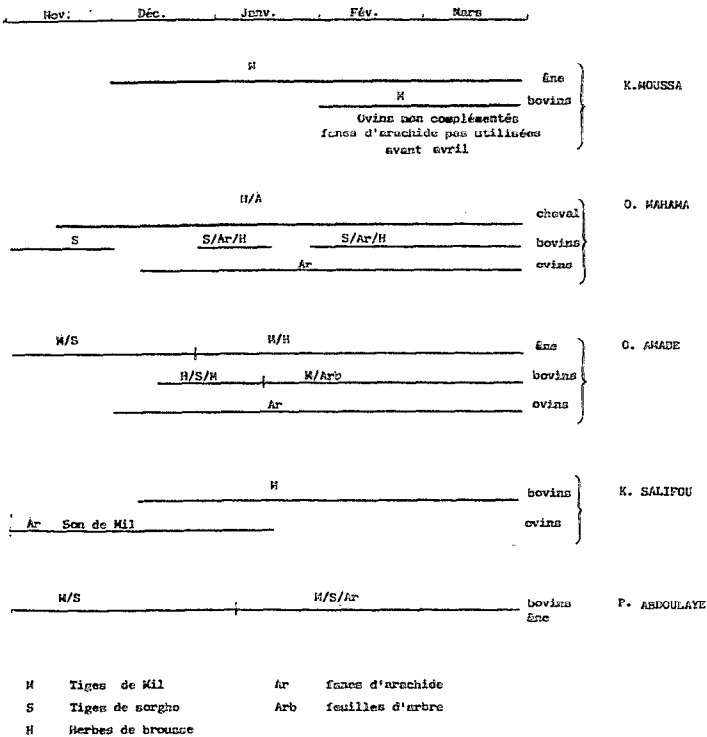 Nov. Déc. Janv. Fév. Mars
M âne
M bovins K.MOUSSA
Ovins non complémentés
fanes d'arachide pas utilisées
avant avril
M/A cheval O. MAHAMA
S S/Ar/H S/Ar/H bovins
Ar ovins
M/S M/H âne O. AMADE
H/S/M M/Arb bovins
Ar ovins
M bovins K. SALIFOU
Ar Son de Mil ovins
M/S M/S/Ar bovins P. ABDOULAYE
âne
M Tiges de Mil Ar fanes d'arachide
S Tiges de sorgho Arb feuilles d'arbre
H Herbes de brousse